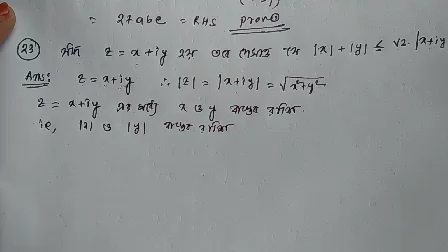 = 27abc = RHS proved
(23) যদি z = x+iy হয় তবে দেখাও যে |x| + |y| ≤ √2. |x+iy
Ans: z = x+iy ∴ |z| = |x+iy| = √x²+y²
z = x+iy এর মধ্যে x ও y বাস্তব রাশি.
ie, |x| ও |y| বাস্তব রাশি